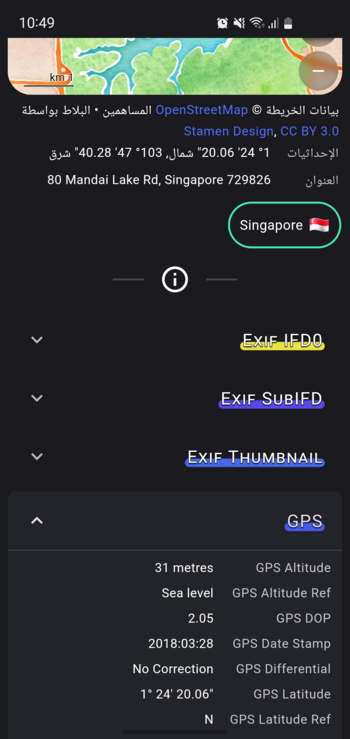 10:49
km 1
بيانات الخريطة © OpenStreetMap المساهمين • البلاط بواسطة
Stamen Design, CC BY 3.0
الإحداثيات 1° 24' 20.06" شمال, 103° 47' 40.28" شرق
العنوان 80 Mandai Lake Rd, Singapore 729826
Singapore
Exif IFD0
Exif SubIFD
Exif Thumbnail
GPS
GPS Altitude 31 metres
GPS Altitude Ref Sea level
GPS DOP 2.05
GPS Date Stamp 2018:03:28
GPS Differential No Correction
GPS Latitude 1° 24' 20.06"
GPS Latitude Ref N